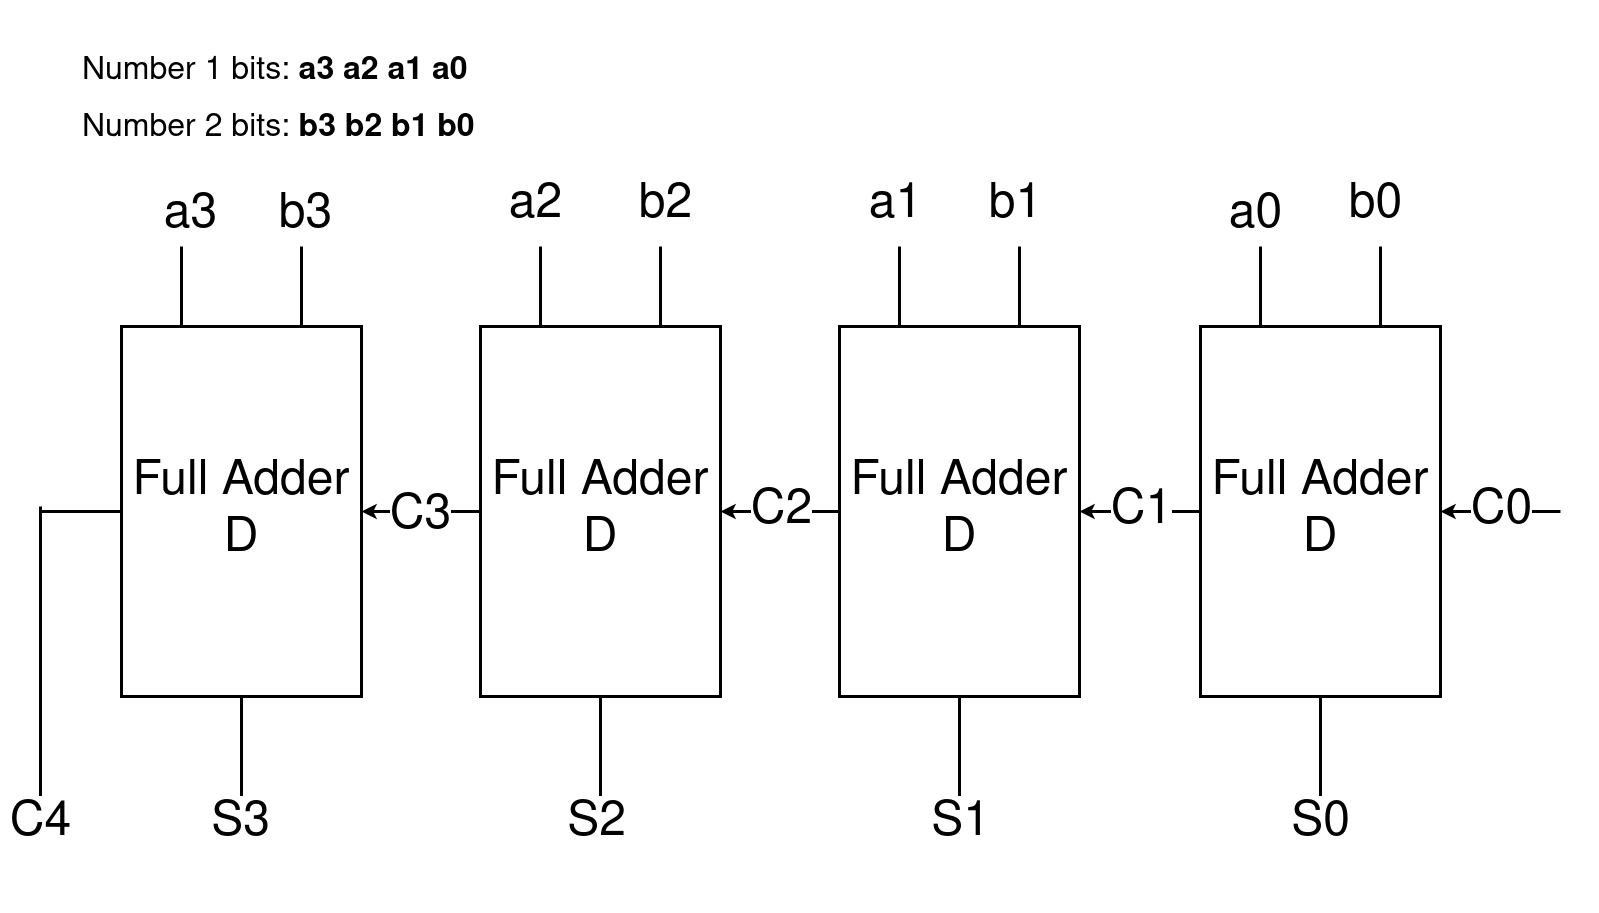 Number 1 bits: a3 a2 a1 a0
Number 2 bits: b3 b2 b1 b0
a3 b3 a2 b2 a1 b1 a0 b0
Full Adder D
C3
Full Adder D
C2
Full Adder D
C1
Full Adder D
C0
C4 S3 S2 S1 S0